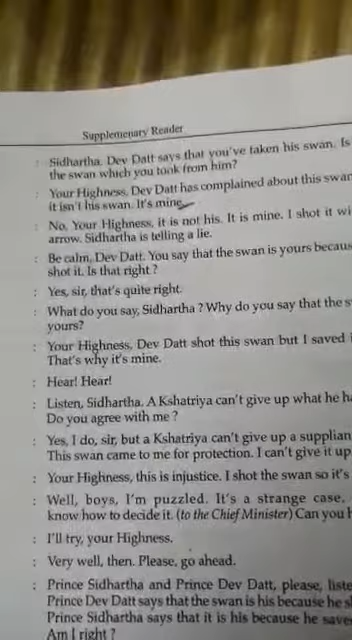 Supplementary Reader
: Sidhartha, Dev Datt says that you've taken his swan. Is
the swan which you took from him?
: Your Highness, Dev Datt has complained about this swan
it isn't his swan. It's mine.
: No, Your Highness, it is not his. It is mine. I shot it wi
arrow. Sidhartha is telling a lie.
: Be calm, Dev Datt. You say that the swan is yours becaus
shot it. Is that right ?
: Yes, sir, that's quite right.
: What do you say, Sidhartha ? Why do you say that the s
yours?
: Your Highness, Dev Datt shot this swan but I saved
That's why it's mine.
: Hear! Hear!
: Listen, Sidhartha. A Kshatriya can't give up what he ha
Do you agree with me ?
: Yes, I do, sir, but a Kshatriya can't give up a supplian
This swan came to me for protection. I can't give it up
: Your Highness, this is injustice. I shot the swan so it's
: Well, boys, I'm puzzled. It's a strange case.
know how to decide it. (to the Chief Minister) Can you h
: I'll try, your Highness.
: Very well, then. Please, go ahead.
: Prince Sidhartha and Prince Dev Datt, please, liste
Prince Dev Datt says that the swan is his because he s
Prince Sidhartha says that it is his because he save
Am I right ?